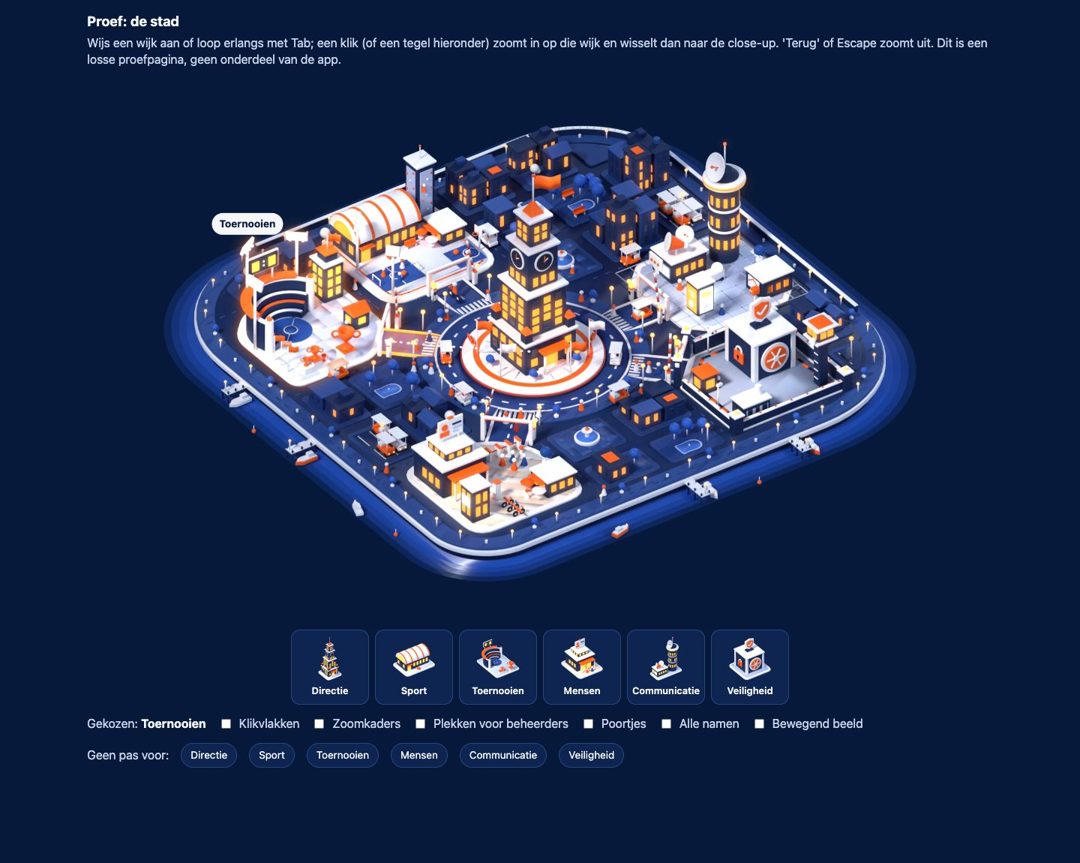 Proef: de stad
Wijs een wijk aan of loop erlangs met Tab; een klik (of een tegel hieronder) zoomt in op die wijk en wisselt dan naar de close-up. 'Terug' of Escape zoomt uit. Dit is een
losse proefpagina, geen onderdeel van de app.
Toernooien
Directie
Sport
Toernooien
Mensen
Communicatie
Veiligheid
Gekozen: Toernooien Klikvlakken Zoomkaders Plekken voor beheerders Poortjes Alle namen Bewegend beeld
Geen pas voor: Directie Sport Toernooien Mensen Communicatie Veiligheid